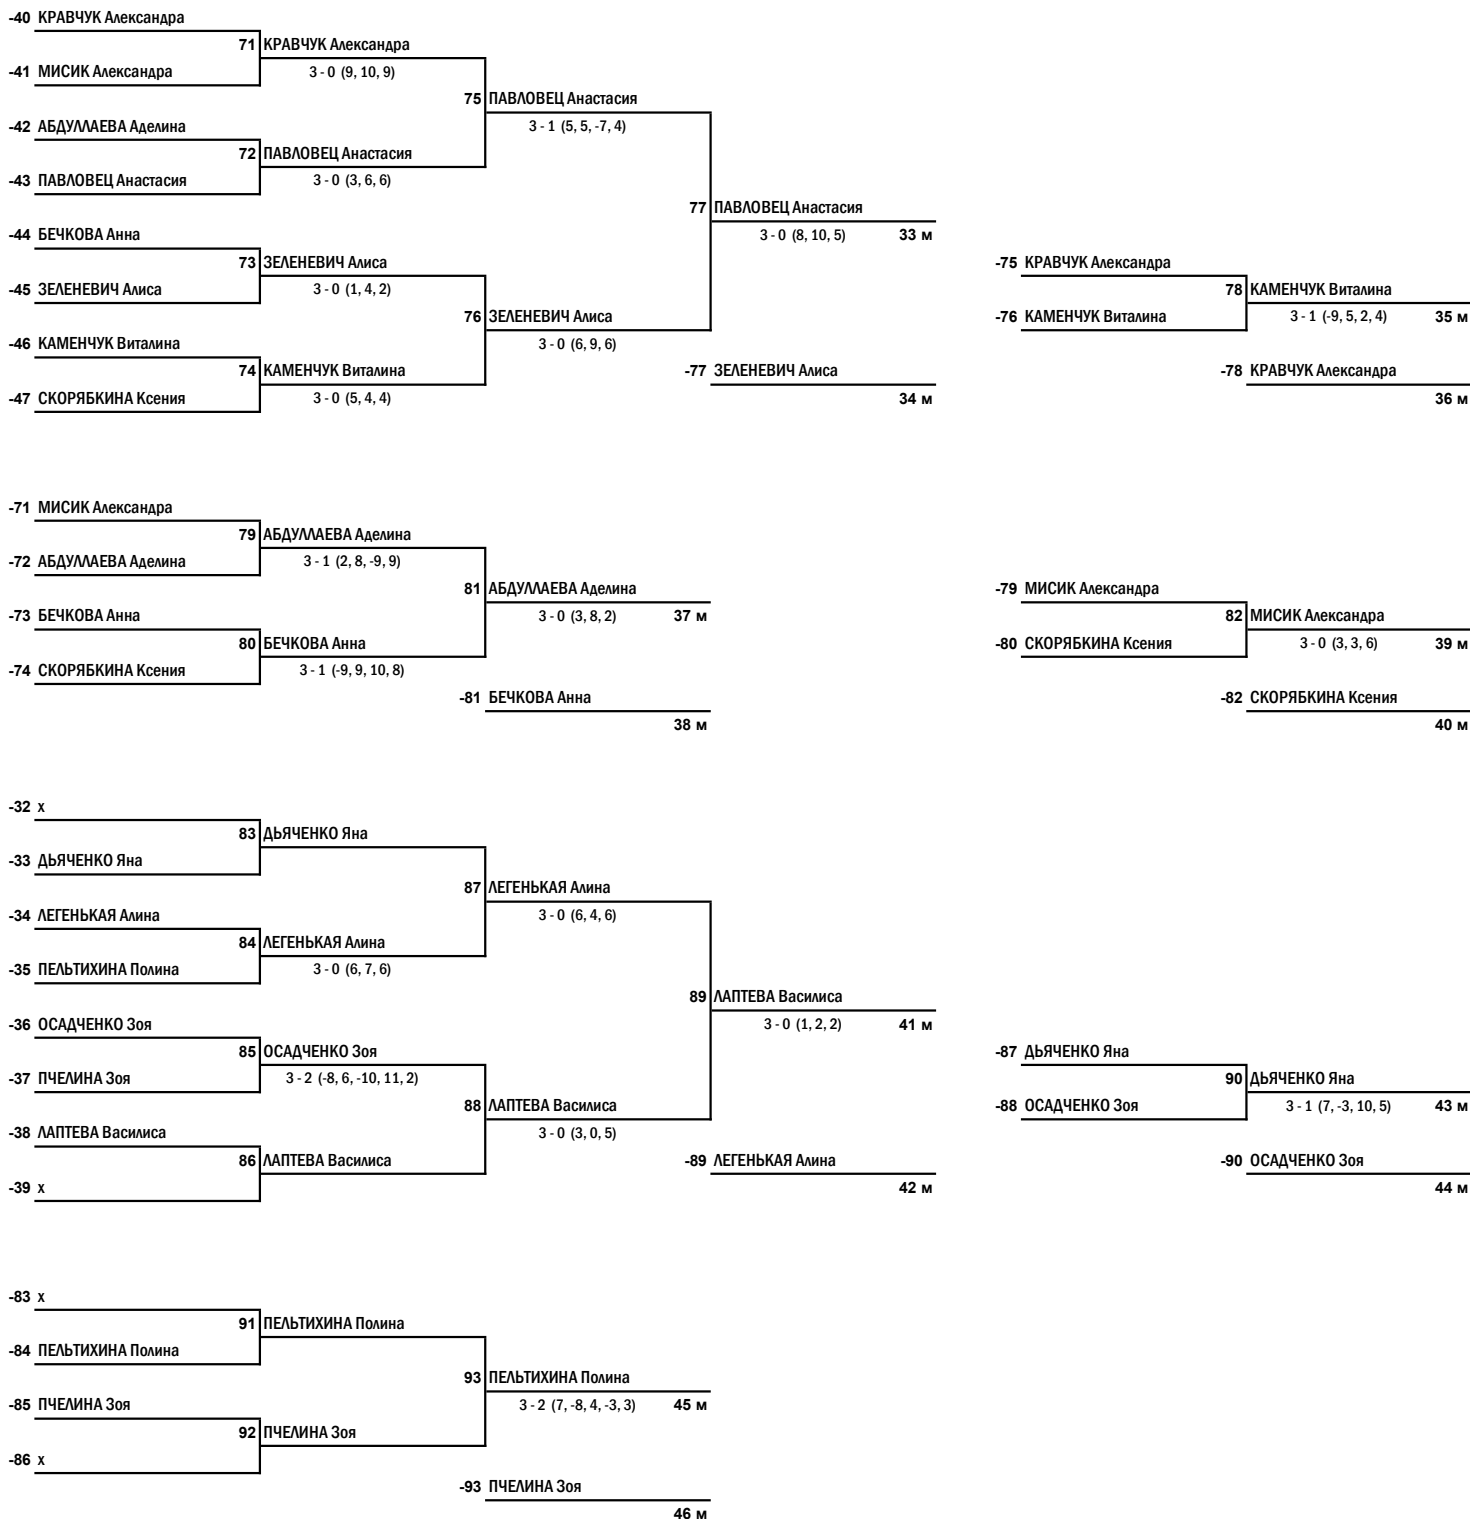 -40 КРАВЧУК Александра
71 КРАВЧУК Александра
-41 МИСИК Александра
3 - 0 (9, 10, 9)
75 ПАВЛОВЕЦ Анастасия
-42 АБДУЛЛАЕВА Аделина
3 - 1 (5, 5, -7, 4)
72 ПАВЛОВЕЦ Анастасия
-43 ПАВЛОВЕЦ Анастасия
3 - 0 (3, 6, 6)
77 ПАВЛОВЕЦ Анастасия
-44 БЕЧКОВА Анна
3 - 0 (8, 10, 5) 33 м
73 ЗЕЛЕНЕВИЧ Алиса
-75 КРАВЧУК Александра
-45 ЗЕЛЕНЕВИЧ Алиса
3 - 0 (1, 4, 2)
78 КАМЕНЧУК Виталина
76 ЗЕЛЕНЕВИЧ Алиса
-76 КАМЕНЧУК Виталина
3 - 1 (-9, 5, 2, 4) 35 м
-46 КАМЕНЧУК Виталина
3 - 0 (6, 9, 6)
74 КАМЕНЧУК Виталина
-77 ЗЕЛЕНЕВИЧ Алиса
-78 КРАВЧУК Александра
-47 СКОРЯБКИНА Ксения
3 - 0 (5, 4, 4)
34 м
36 м
-71 МИСИК Александра
79 АБДУЛЛАЕВА Аделина
-72 АБДУЛЛАЕВА Аделина
3 - 1 (2, 8, -9, 9)
81 АБДУЛЛАЕВА Аделина
-79 МИСИК Александра
-73 БЕЧКОВА Анна
3 - 0 (3, 8, 2) 37 м
82 МИСИК Александра
80 БЕЧКОВА Анна
-80 СКОРЯБКИНА Ксения
3 - 0 (3, 3, 6) 39 м
-74 СКОРЯБКИНА Ксения
3 - 1 (-9, 9, 10, 8)
-81 БЕЧКОВА Анна
-82 СКОРЯБКИНА Ксения
38 м
40 м
-32 х
83 ДЬЯЧЕНКО Яна
-33 ДЬЯЧЕНКО Яна
87 ЛЕГЕНЬКАЯ Алина
-34 ЛЕГЕНЬКАЯ Алина
3 - 0 (6, 4, 6)
84 ЛЕГЕНЬКАЯ Алина
-35 ПЕЛЬТИХИНА Полина
3 - 0 (6, 7, 6)
89 ЛАПТЕВА Василиса
-36 ОСАДЧЕНКО Зоя
3 - 0 (1, 2, 2) 41 м
85 ОСАДЧЕНКО Зоя
-87 ДЬЯЧЕНКО Яна
-37 ПЧЕЛИНА Зоя
3 - 2 (-8, 6, -10, 11, 2)
90 ДЬЯЧЕНКО Яна
88 ЛАПТЕВА Василиса
-88 ОСАДЧЕНКО Зоя
3 - 1 (7, -3, 10, 5) 43 м
-38 ЛАПТЕВА Василиса
3 - 0 (3, 0, 5)
86 ЛАПТЕВА Василиса
-89 ЛЕГЕНЬКАЯ Алина
-90 ОСАДЧЕНКО Зоя
-39 х
42 м
44 м
-83 х
91 ПЕЛЬТИХИНА Полина
-84 ПЕЛЬТИХИНА Полина
93 ПЕЛЬТИХИНА Полина
-85 ПЧЕЛИНА Зоя
3 - 2 (7, -8, 4, -3, 3) 45 м
92 ПЧЕЛИНА Зоя
-86 х
-93 ПЧЕЛИНА Зоя
46 м